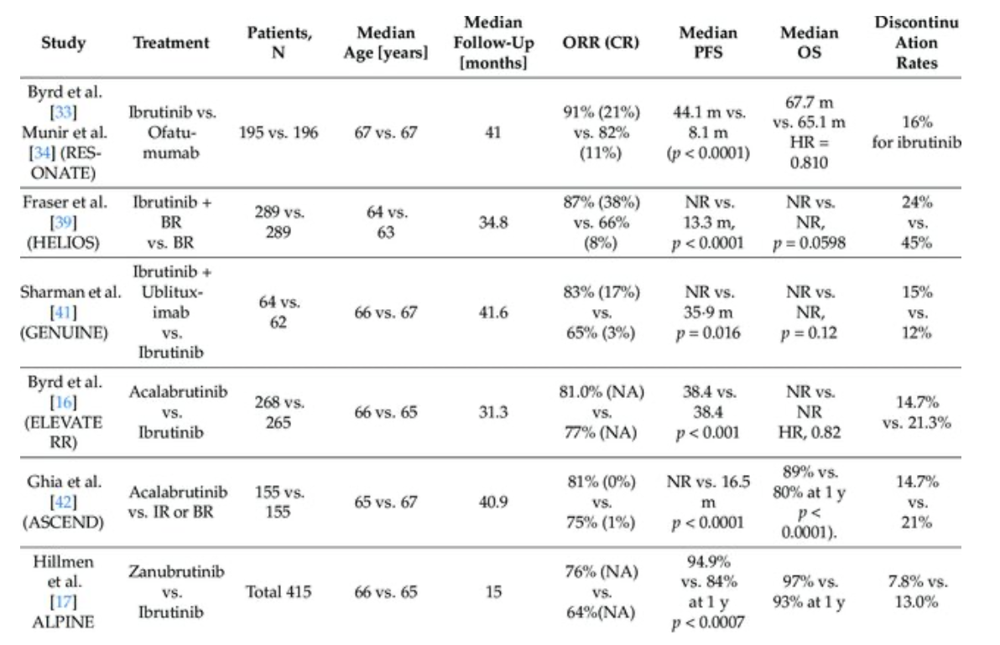 Study Treatment Patients, N Median Age [years] Median Follow-Up [months] ORR (CR) Median PFS Median OS Discontinu Ation Rates
Byrd et al. [33] Munir et al. [34] (RES- ONATE) Ibrutinib vs. Ofatu- mumab 195 vs. 196 67 vs. 67 41 91% (21%) vs. 82% (11%) 44.1 m vs. 8.1 m (p < 0.0001) 67.7 m vs. 65.1 m HR = 0.810 16% for ibrutinib
Fraser et al. [39] (HELIOS) Ibrutinib + BR vs. BR 289 vs. 289 64 vs. 63 34.8 87% (38%) vs. 66% (8%) NR vs. 13.3 m, p < 0.0001 NR vs. NR, p = 0.0598 24% vs. 45%
Sharman et al. [41] (GENUINE) Ibrutinib + Ublitux- imab vs. Ibrutinib 64 vs. 62 66 vs. 67 41.6 83% (17%) vs. 65% (3%) NR vs. 35·9 m p = 0.016 NR vs. NR, p = 0.12 15% vs. 12%
Byrd et al. [16] (ELEVATE RR) Acalabrutinib vs. Ibrutinib 268 vs. 265 66 vs. 65 31.3 81.0% (NA) vs. 77% (NA) 38.4 vs. 38.4 p < 0.001 NR vs. NR HR, 0.82 14.7% vs. 21.3%
Ghia et al. [42] (ASCEND) Acalabrutinib vs. IR or BR 155 vs. 155 65 vs. 67 40.9 81% (0%) vs. 75% (1%) NR vs. 16.5 m p < 0.0001 89% vs. 80% at 1 y p < 0.0001). 14.7% vs. 21%
Hillmen et al. [17] ALPINE Zanubrutinib vs. Ibrutinib Total 415 66 vs. 65 15 76% (NA) vs. 64%(NA) 94.9% vs. 84% at 1 y p < 0.0007 97% vs. 93% at 1 y 7.8% vs. 13.0%